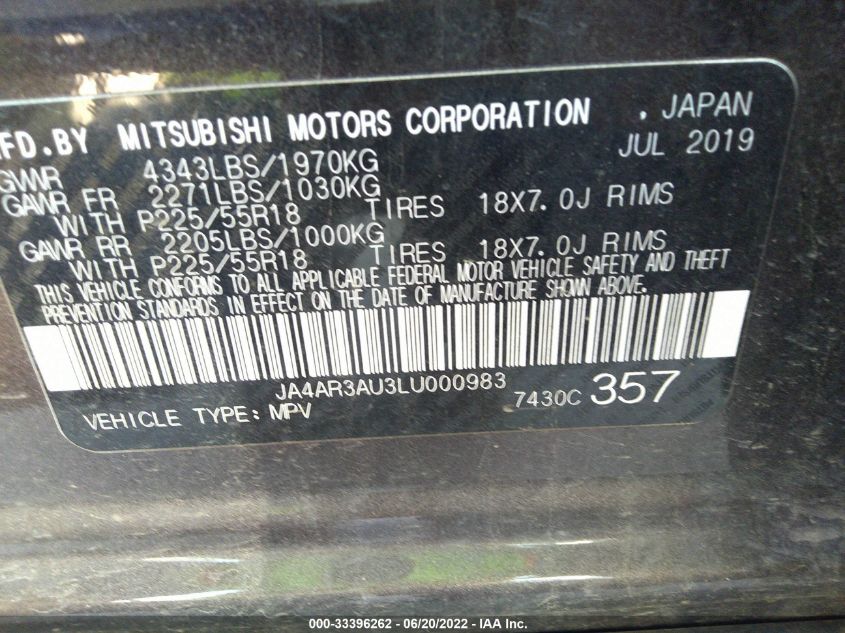 MFD.BY MITSUBISHI MOTORS CORPORATION , JAPAN
GVWR 4343LBS/1970KG JUL 2019
GAWR FR 2271LBS/1030KG
WITH P225/55R18 TIRES 18X7.0J RIMS
GAWR RR 2205LBS/1000KG
WITH P225/55R18 TIRES 18X7.0J RIMS
THIS VEHICLE CONFORMS TO ALL APPLICABLE FEDERAL MOTOR VEHICLE SAFETY AND THEFT
PREVENTION STANDARDS IN EFFECT ON THE DATE OF MANUFACTURE SHOWN ABOVE.
JA4AR3AU3LU000983
VEHICLE TYPE: MPV 7430C 357
000-33396262 - 06/20/2022 - IAA Inc.